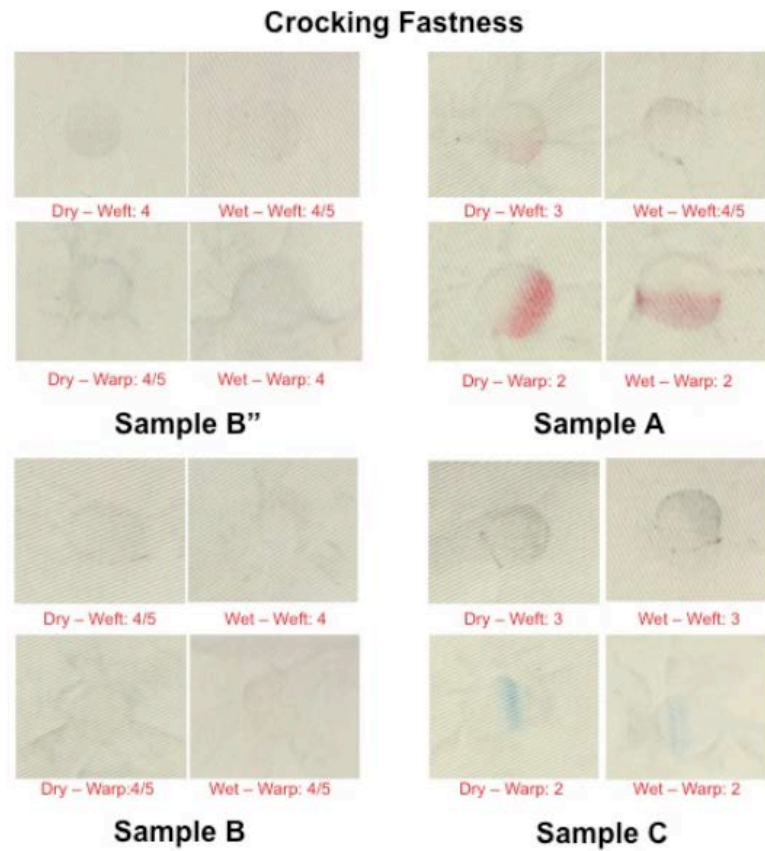 Crocking Fastness
Dry – Weft: 4
Wet – Weft: 4/5
Dry – Warp: 4/5
Wet – Warp: 4
Sample B”
Dry – Weft: 3
Wet – Weft:4/5
Dry – Warp: 2
Wet – Warp: 2
Sample A
Dry – Weft: 4/5
Wet – Weft: 4
Dry – Warp:4/5
Wet – Warp: 4/5
Sample B
Dry – Weft: 3
Wet – Weft: 3
Dry – Warp: 2
Wet – Warp: 2
Sample C